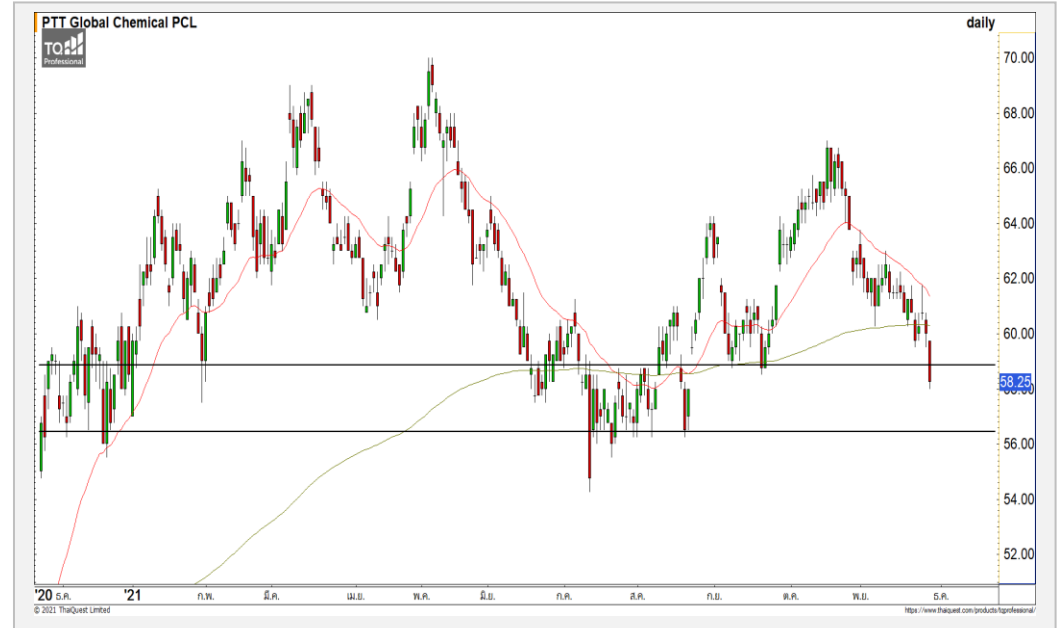 PTT Global Chemical PCL
daily
TQ
Professional
70.00
68.00
66.00
64.00
62.00
60.00
58.25
56.00
54.00
52.00
'20 ธ.ค. '21 ก.พ. มี.ค. เม.ย. พ.ค. มิ.ย. ก.ค. ส.ค. ก.ย. ต.ค. พ.ย. ธ.ค.
© 2021 ThaiQuest Limited
https://www.thaiquest.com/products/tqprofessional/